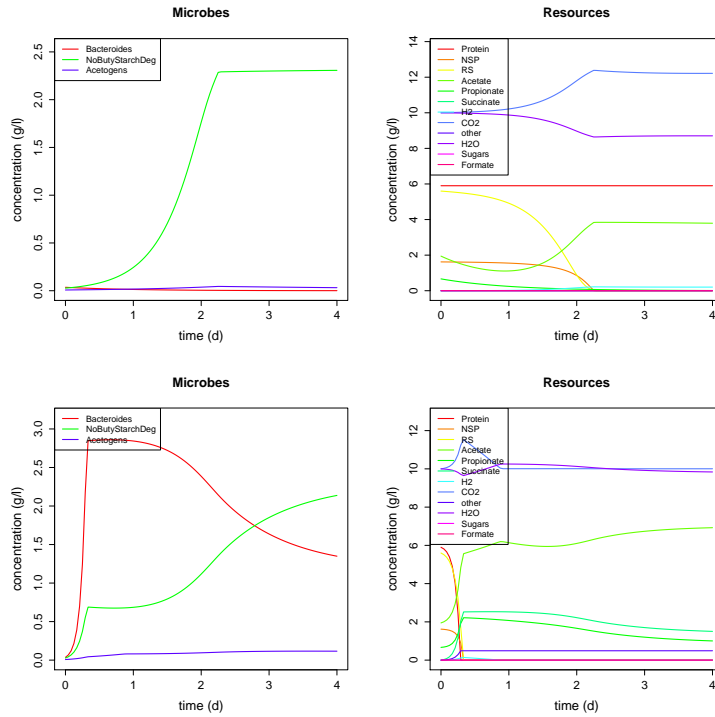 Microbes
Bacteroides
NoButyStarchDeg
Acetogens
concentration (g/l)
0.0 0.5 1.0 1.5 2.0 2.5
0 1 2 3 4
time (d)
Resources
Protein
NSP
RS
Acetate
Propionate
Succinate
H2
CO2
other
H2O
Sugars
Formate
concentration (g/l)
0 2 4 6 8 10 12 14
0 1 2 3 4
time (d)
Microbes
Bacteroides
NoButyStarchDeg
Acetogens
concentration (g/l)
0.0 0.5 1.0 1.5 2.0 2.5 3.0
0 1 2 3 4
time (d)
Resources
Protein
NSP
RS
Acetate
Propionate
Succinate
H2
CO2
other
H2O
Sugars
Formate
concentration (g/l)
0 2 4 6 8 10 12
0 1 2 3 4
time (d)